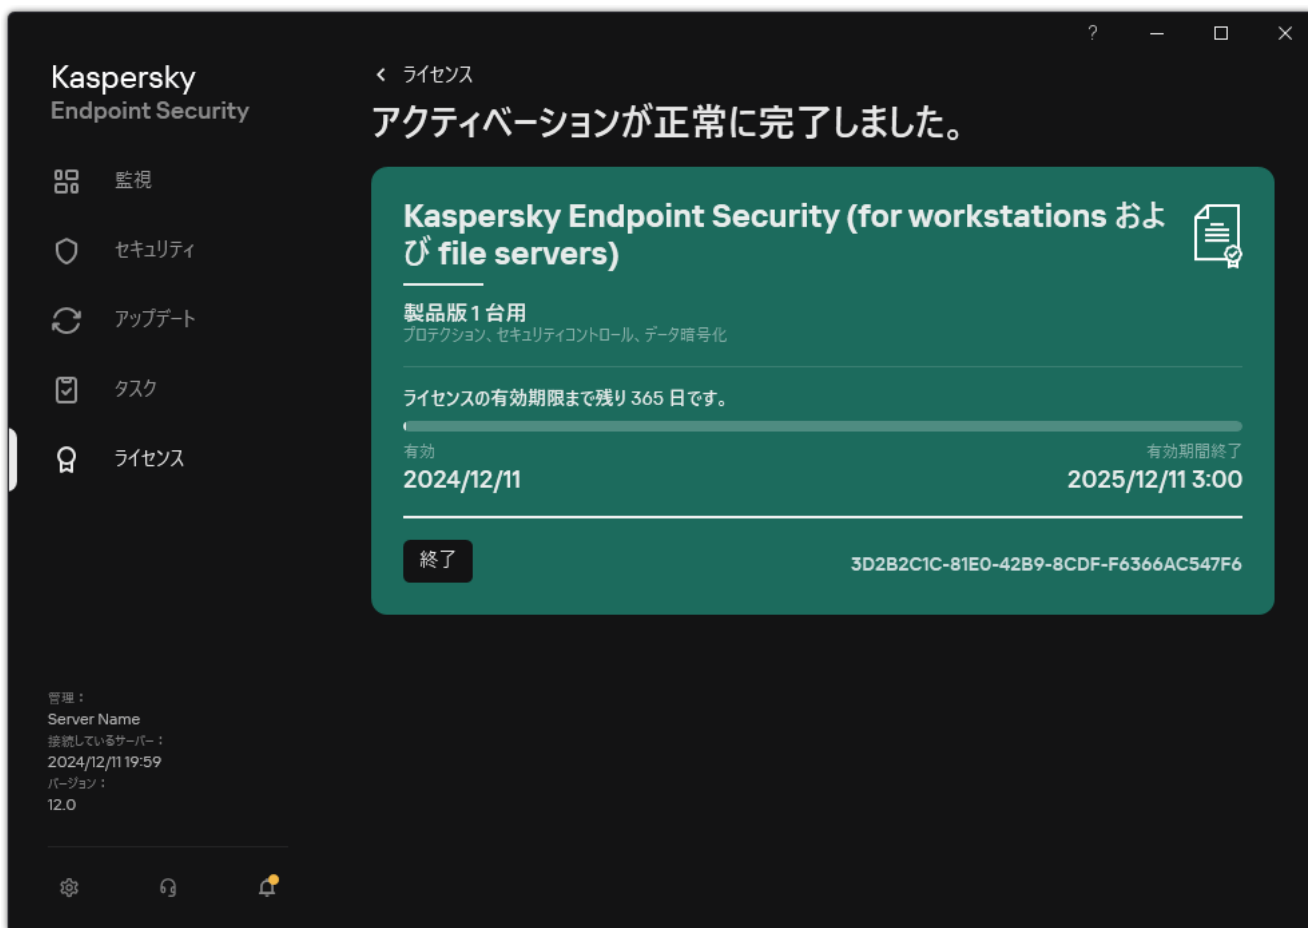 ?
Kaspersky
Endpoint Security
監視
セキュリティ
アップデート
タスク
ライセンス
管理：
Server Name
接続しているサーバー：
2024/12/11 19:59
バージョン：
12.0
ライセンス
アクティベーションが正常に完了しました。
Kaspersky Endpoint Security (for workstations およ
び file servers)
製品版 1 台用
プロテクション、セキュリティコントロール、データ暗号化
ライセンスの有効期限まで残り 365 日です。
有効
2024/12/11
有効期間終了
2025/12/11 3:00
終了
3D2B2C1C-81E0-42B9-8CDF-F6366AC547F6